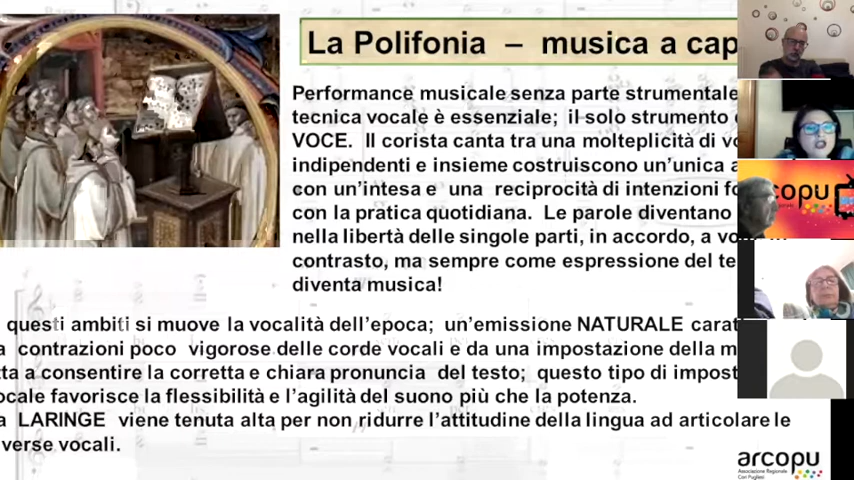 La Polifonia – musica a cap
Performance musicale senza parte strumentale
tecnica vocale è essenziale; il solo strumento
VOCE. Il corista canta tra una molteplicità di vo
indipendenti e insieme costruiscono un'unica a
con un'intesa e una reciprocità di intenzioni fo
con la pratica quotidiana. Le parole diventano
nella libertà delle singole parti, in accordo, a vo
contrasto, ma sempre come espressione del te
diventa musica!
questi ambiti si muove la vocalità dell'epoca; un'emissione NATURALE carat
a contrazioni poco vigorose delle corde vocali e da una impostazione della m
tta a consentire la corretta e chiara pronuncia del testo; questo tipo di impost
ocale favorisce la flessibilità e l'agilità del suono più che la potenza.
a LARINGE viene tenuta alta per non ridurre l'attitudine della lingua ad articolare le
verse vocali.
copu
arcopu
Associazione Regionale
Cori Pugliesi